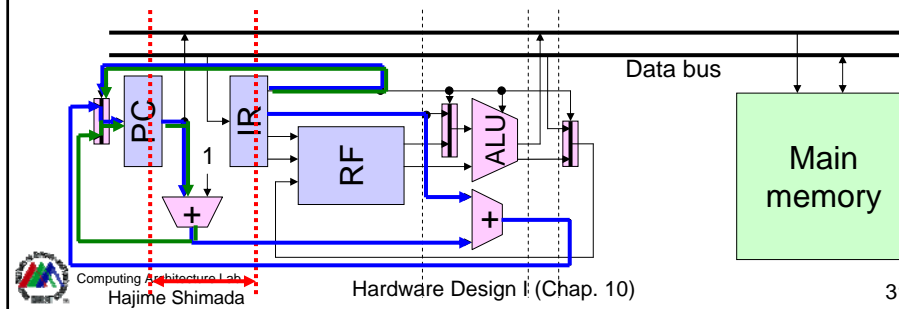 Data bus
PC
IR
1
+
RF
ALU
+
Main
memory
Computing Architecture Lab.
Hajime Shimada
Hardware Design I (Chap. 10)
3